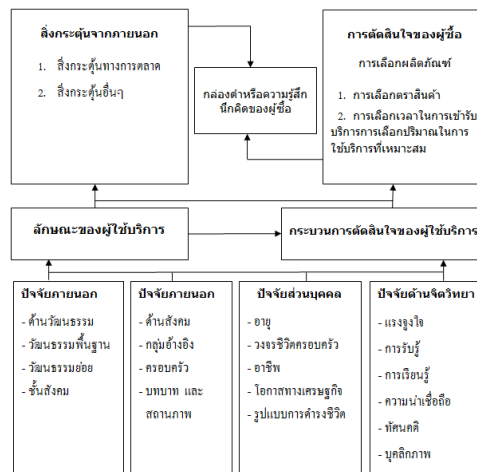 สิ่งกระตุ้นจากภายนอก
1. สิ่งกระตุ้นทางการตลาด
2. สิ่งกระตุ้นอื่นๆ
กล่องดำหรือความรู้สึก
นึกคิดของผู้ซื้อ
การตัดสินใจของผู้ซื้อ
การเลือกผลิตภัณฑ์
1. การเลือกตราสินค้า
2. การเลือกเวลาในการเข้ารับ
บริการการเลือกปริมาณในการ
ใช้บริการที่เหมาะสม
ลักษณะของผู้ใช้บริการ
กระบวนการตัดสินใจของผู้ใช้บริการ
ปัจจัยภายนอก
- ด้านวัฒนธรรม
- วัฒนธรรมพื้นฐาน
- วัฒนธรรมย่อย
- ชั้นสังคม
ปัจจัยภายนอก
- ด้านสังคม
- กลุ่มอ้างอิง
- ครอบครัว
- บทบาท และ
สถานภาพ
ปัจจัยส่วนบุคคล
- อายุ
- วงจรชีวิตครอบครัว
- อาชีพ
- โอกาสทางเศรษฐกิจ
- รูปแบบการดำรงชีวิต
ปัจจัยด้านจิตวิทยา
- แรงจูงใจ
- การรับรู้
- การเรียนรู้
- ความน่าเชื่อถือ
- ทัศนคติ
- บุคลิกภาพ